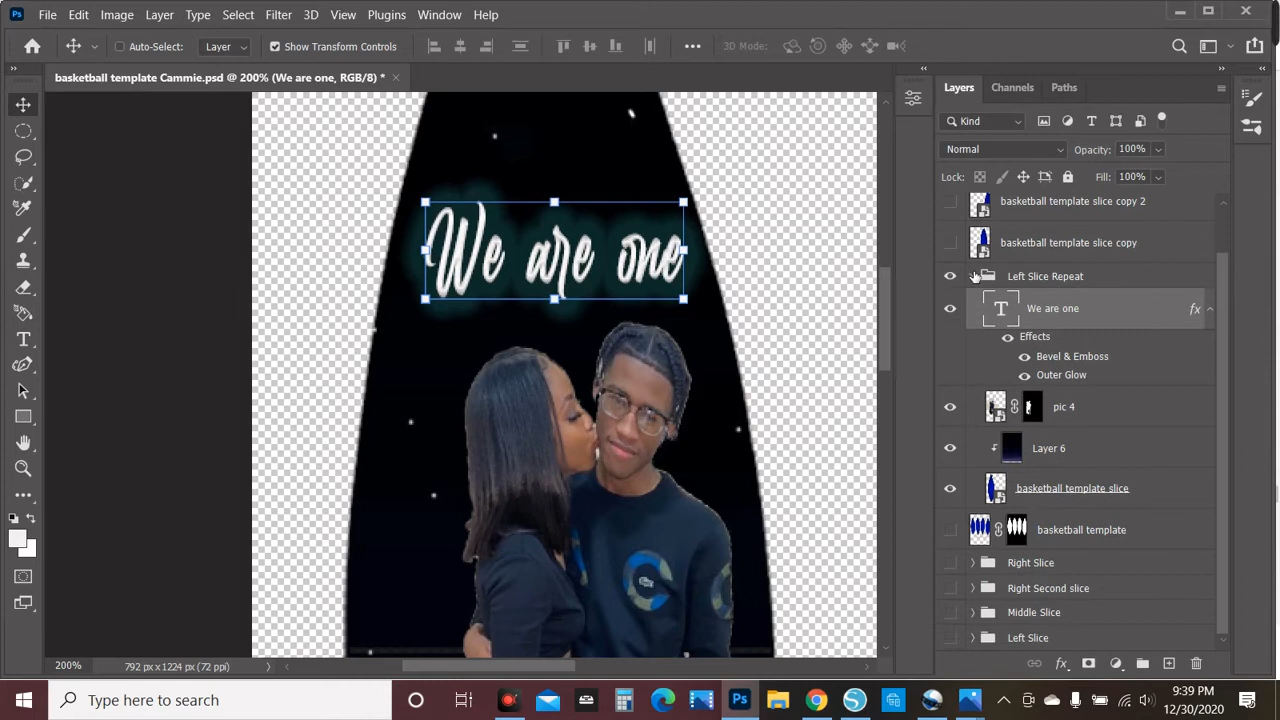 File Edit Image Layer Type Select Filter 3D View Plugins Window Help
Auto-Select: Layer Show Transform Controls 3D Mode:
basketball template Cammie.psd @ 200% (We are one, RGB/8) *
We are one
C
Layers Channels Paths
Kind
Normal Opacity: 100%
Lock: Fill: 100%
basketball template slice copy 2
basketball template slice copy
Left Slice Repeat
We are one fx
Effects
Bevel & Emboss
Outer Glow
pic 4
Layer 6
basketball template slice
basketball template
Right Slice
Right Second slice
Middle Slice
Left Slice
200% 792 px x 1224 px (72 ppi)
Type here to search
9:39 PM
12/30/2020